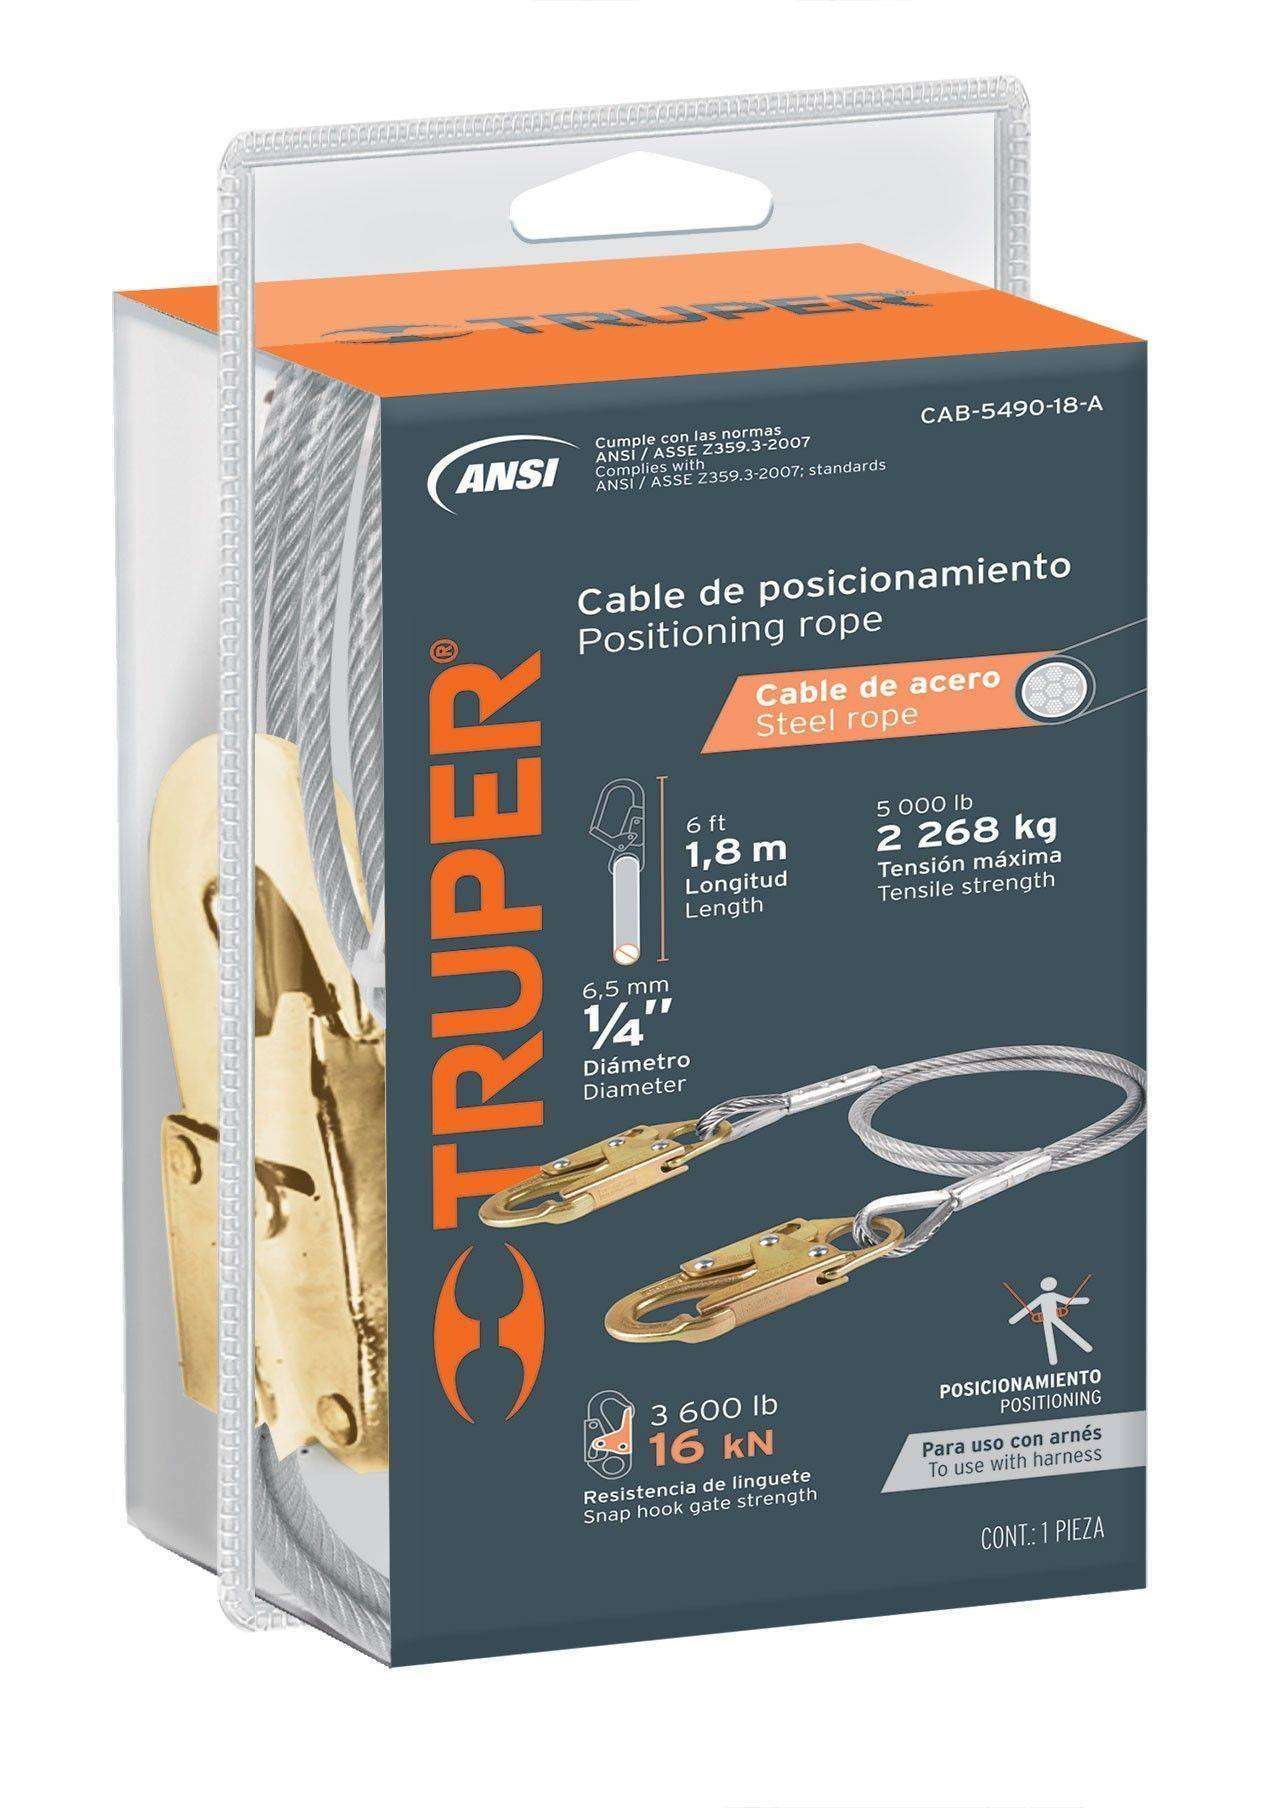 TRUPER®
CAB-5490-18-A
ANSI
Cumple con las normas
ANSI / ASSE Z359.3-2007
Complies with
ANSI / ASSE Z359.3-2007; standards
Cable de posicionamiento
Positioning rope
Cable de acero
Steel rope
TRUPER®
6 ft
1,8 m
Longitud
Length
5 000 lb
2 268 kg
Tensión máxima
Tensile strength
6,5 mm
1/4"
Diámetro
Diameter
3 600 lb
16 kN
Resistencia de linguete
Snap hook gate strength
POSICIONAMIENTO
POSITIONING
Para uso con arnés
To use with harness
CONT.: 1 PIEZA